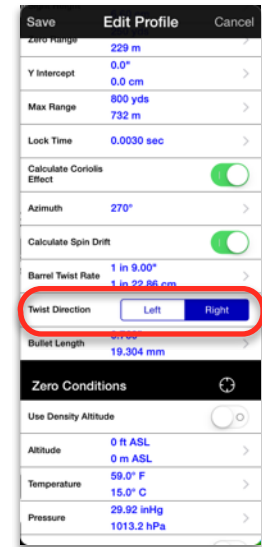 Save Edit Profile Cancel
Zero Range
229 m
Y Intercept
0.0"
0.0 cm
Max Range
800 yds
732 m
Lock Time 0.0030 sec
Calculate Coriolis
Effect
Azimuth 270°
Calculate Spin Drift
Barrel Twist Rate
1 in 9.00"
1 in 22.86 cm
Twist Direction Left Right
Bullet Length
19.304 mm
Zero Conditions
Use Density Altitude
Altitude
0 ft ASL
0 m ASL
Temperature
59.0° F
15.0° C
Pressure
29.92 inHg
1013.2 hPa